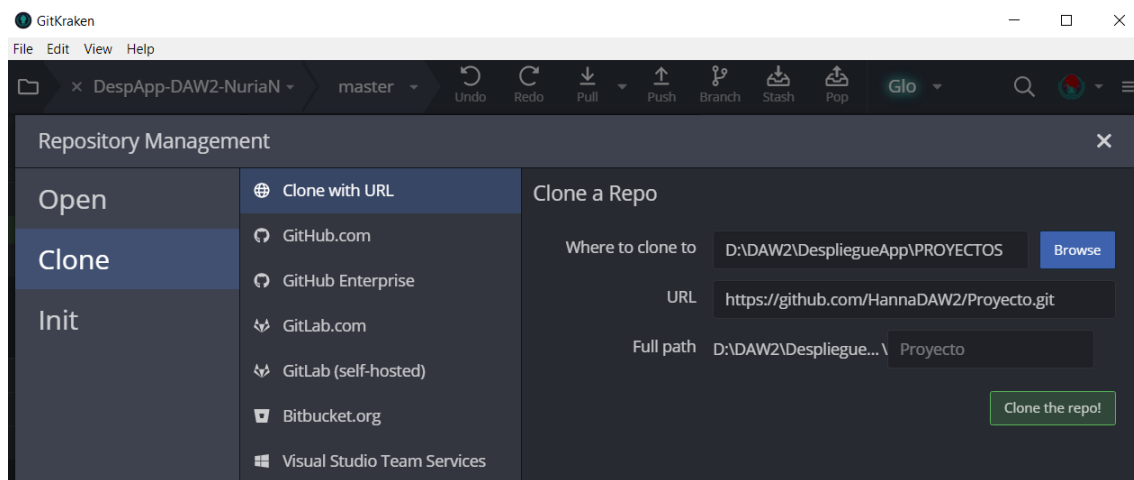 GitKraken
File Edit View Help
DespApp-DAW2-NuriaN master Undo Redo Pull Push Branch Stash Pop Glo
Repository Management
Open
Clone
Init
Clone with URL
GitHub.com
GitHub Enterprise
GitLab.com
GitLab (self-hosted)
Bitbucket.org
Visual Studio Team Services
Clone a Repo
Where to clone to D:\DAW2\DespliegueApp\PROYECTOS Browse
URL https://github.com/HannaDAW2/Proyecto.git
Full path D:\DAW2\Despliegue... \ Proyecto
Clone the repo!